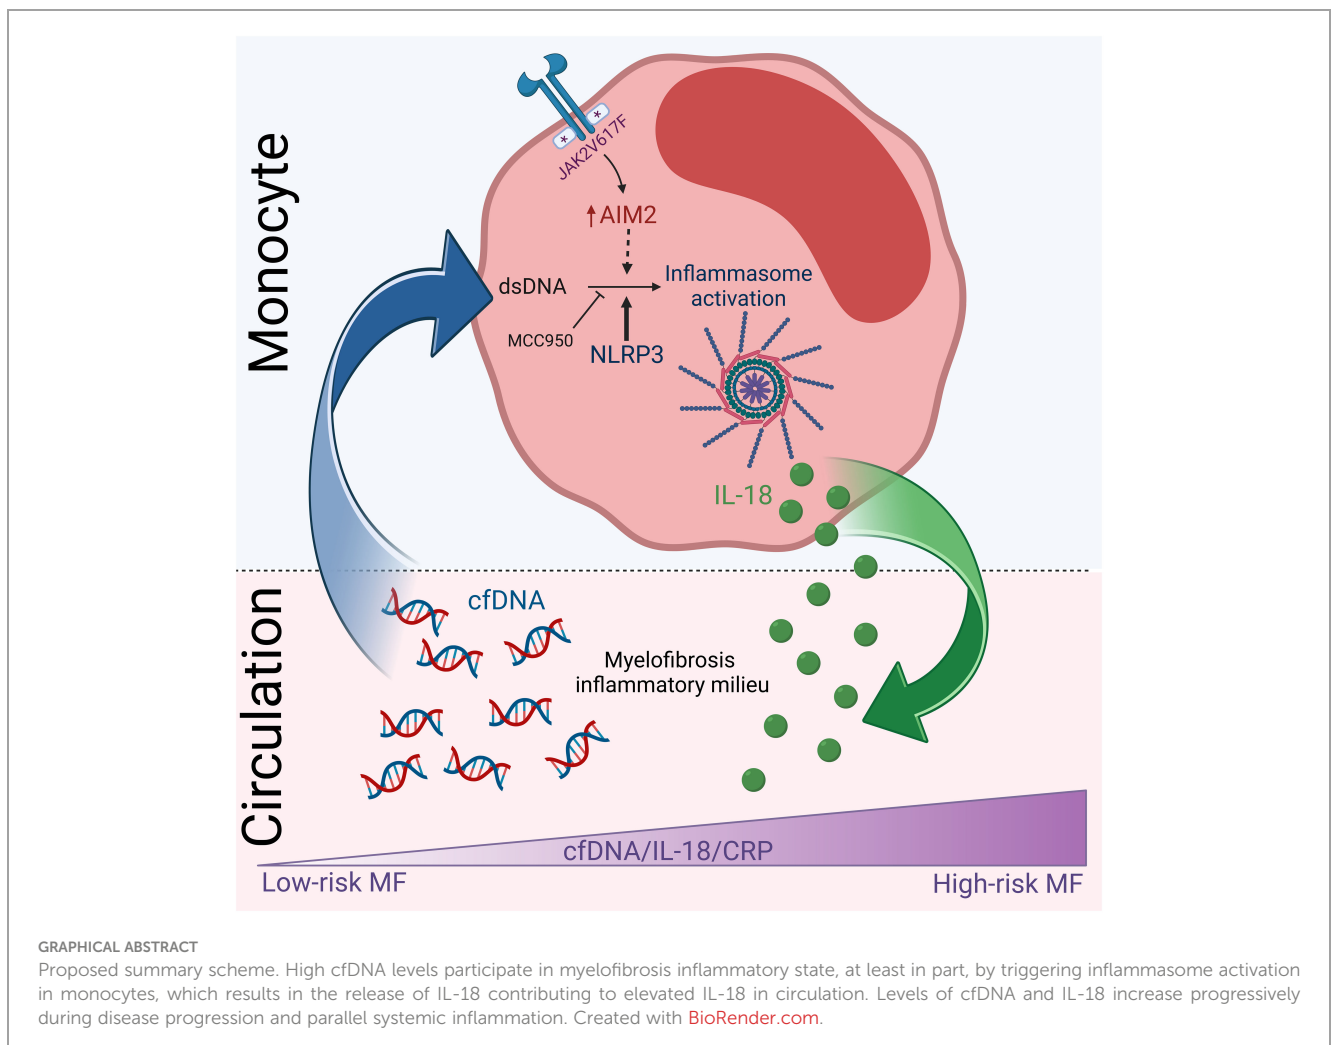 Monocyte
JAK2V617F
* *
↑AIM2
dsDNA
Inflammasome
activation
MCC950
NLRP3
IL-18
Circulation
cfDNA
Myelofibrosis
inflammatory milieu
cfDNA/IL-18/CRP
Low-risk MF
High-risk MF
GRAPHICAL ABSTRACT
Proposed summary scheme. High cfDNA levels participate in myelofibrosis inflammatory state, at least in part, by triggering inflammasome activation
in monocytes, which results in the release of IL-18 contributing to elevated IL-18 in circulation. Levels of cfDNA and IL-18 increase progressively
during disease progression and parallel systemic inflammation. Created with BioRender.com.